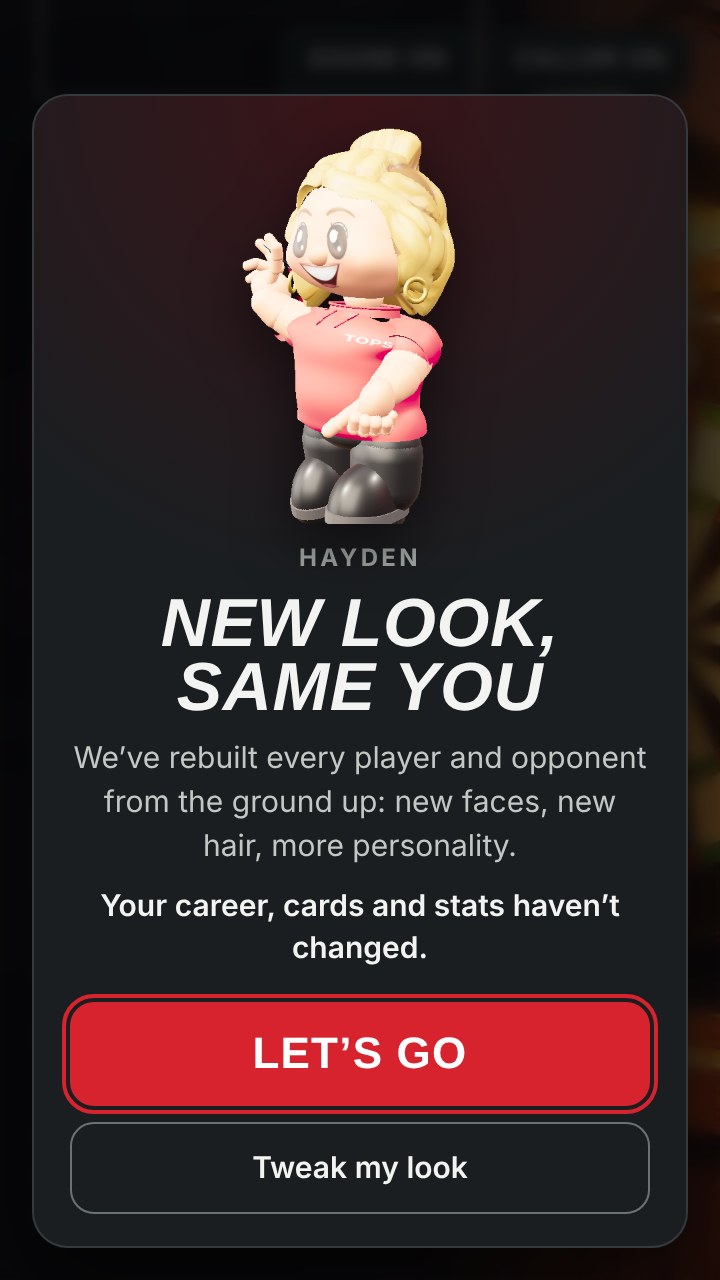 TOPS
HAYDEN
NEW LOOK,
SAME YOU
We’ve rebuilt every player and opponent
from the ground up: new faces, new
hair, more personality.
Your career, cards and stats haven’t
changed.
LET’S GO
Tweak my look